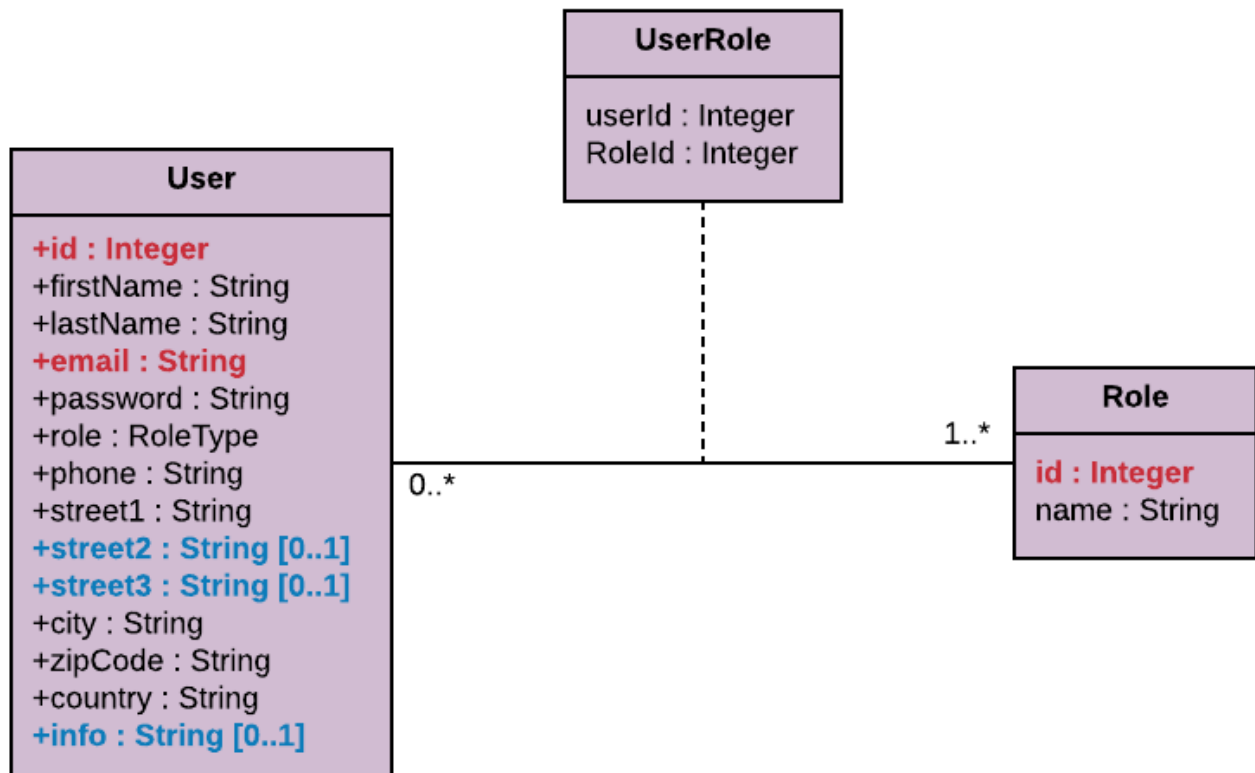 UserRole
userId : Integer
RoleId : Integer
User
+id : Integer
+firstName : String
+lastName : String
+email : String
+password : String
+role : RoleType
+phone : String
+street1 : String
+street2 : String [0..1]
+street3 : String [0..1]
+city : String
+zipCode : String
+country : String
+info : String [0..1]
0..*
1..*
Role
id : Integer
name : String